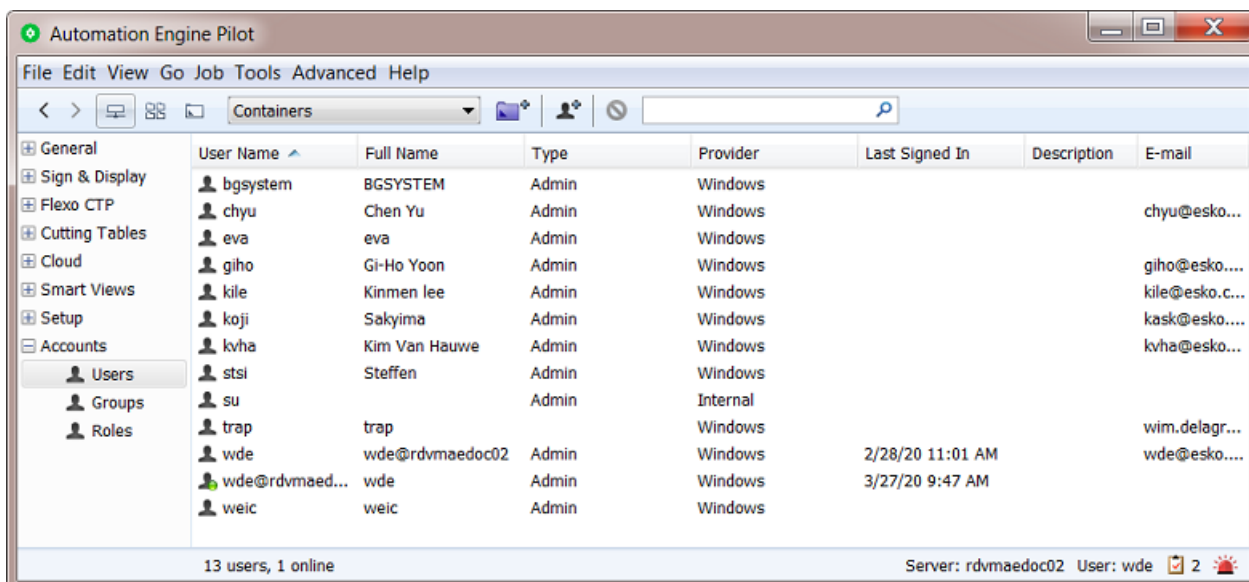 Automation Engine Pilot
File Edit View Go Job Tools Advanced Help
Containers
General
Sign & Display
Flexo CTP
Cutting Tables
Cloud
Smart Views
Setup
Accounts
Users
Groups
Roles
User Name Full Name Type Provider Last Signed In Description E-mail
bgsystem BGSYSTEM Admin Windows
chyu Chen Yu Admin Windows chyu@esko...
eva eva Admin Windows
giho Gi-Ho Yoon Admin Windows giho@esko....
kile Kinmen lee Admin Windows kile@esko.c...
koji Sakyima Admin Windows kask@esko....
kvha Kim Van Hauwe Admin Windows kvha@esko...
stsi Steffen Admin Windows
su Admin Internal
trap trap Windows wim.delagr...
wde wde@rdvmaedoc02 Admin Windows 2/28/20 11:01 AM wde@esko....
wde@rdvmaed... wde Admin Windows 3/27/20 9:47 AM
weic weic Admin Windows
13 users, 1 online
Server: rdvmaedoc02 User: wde 2